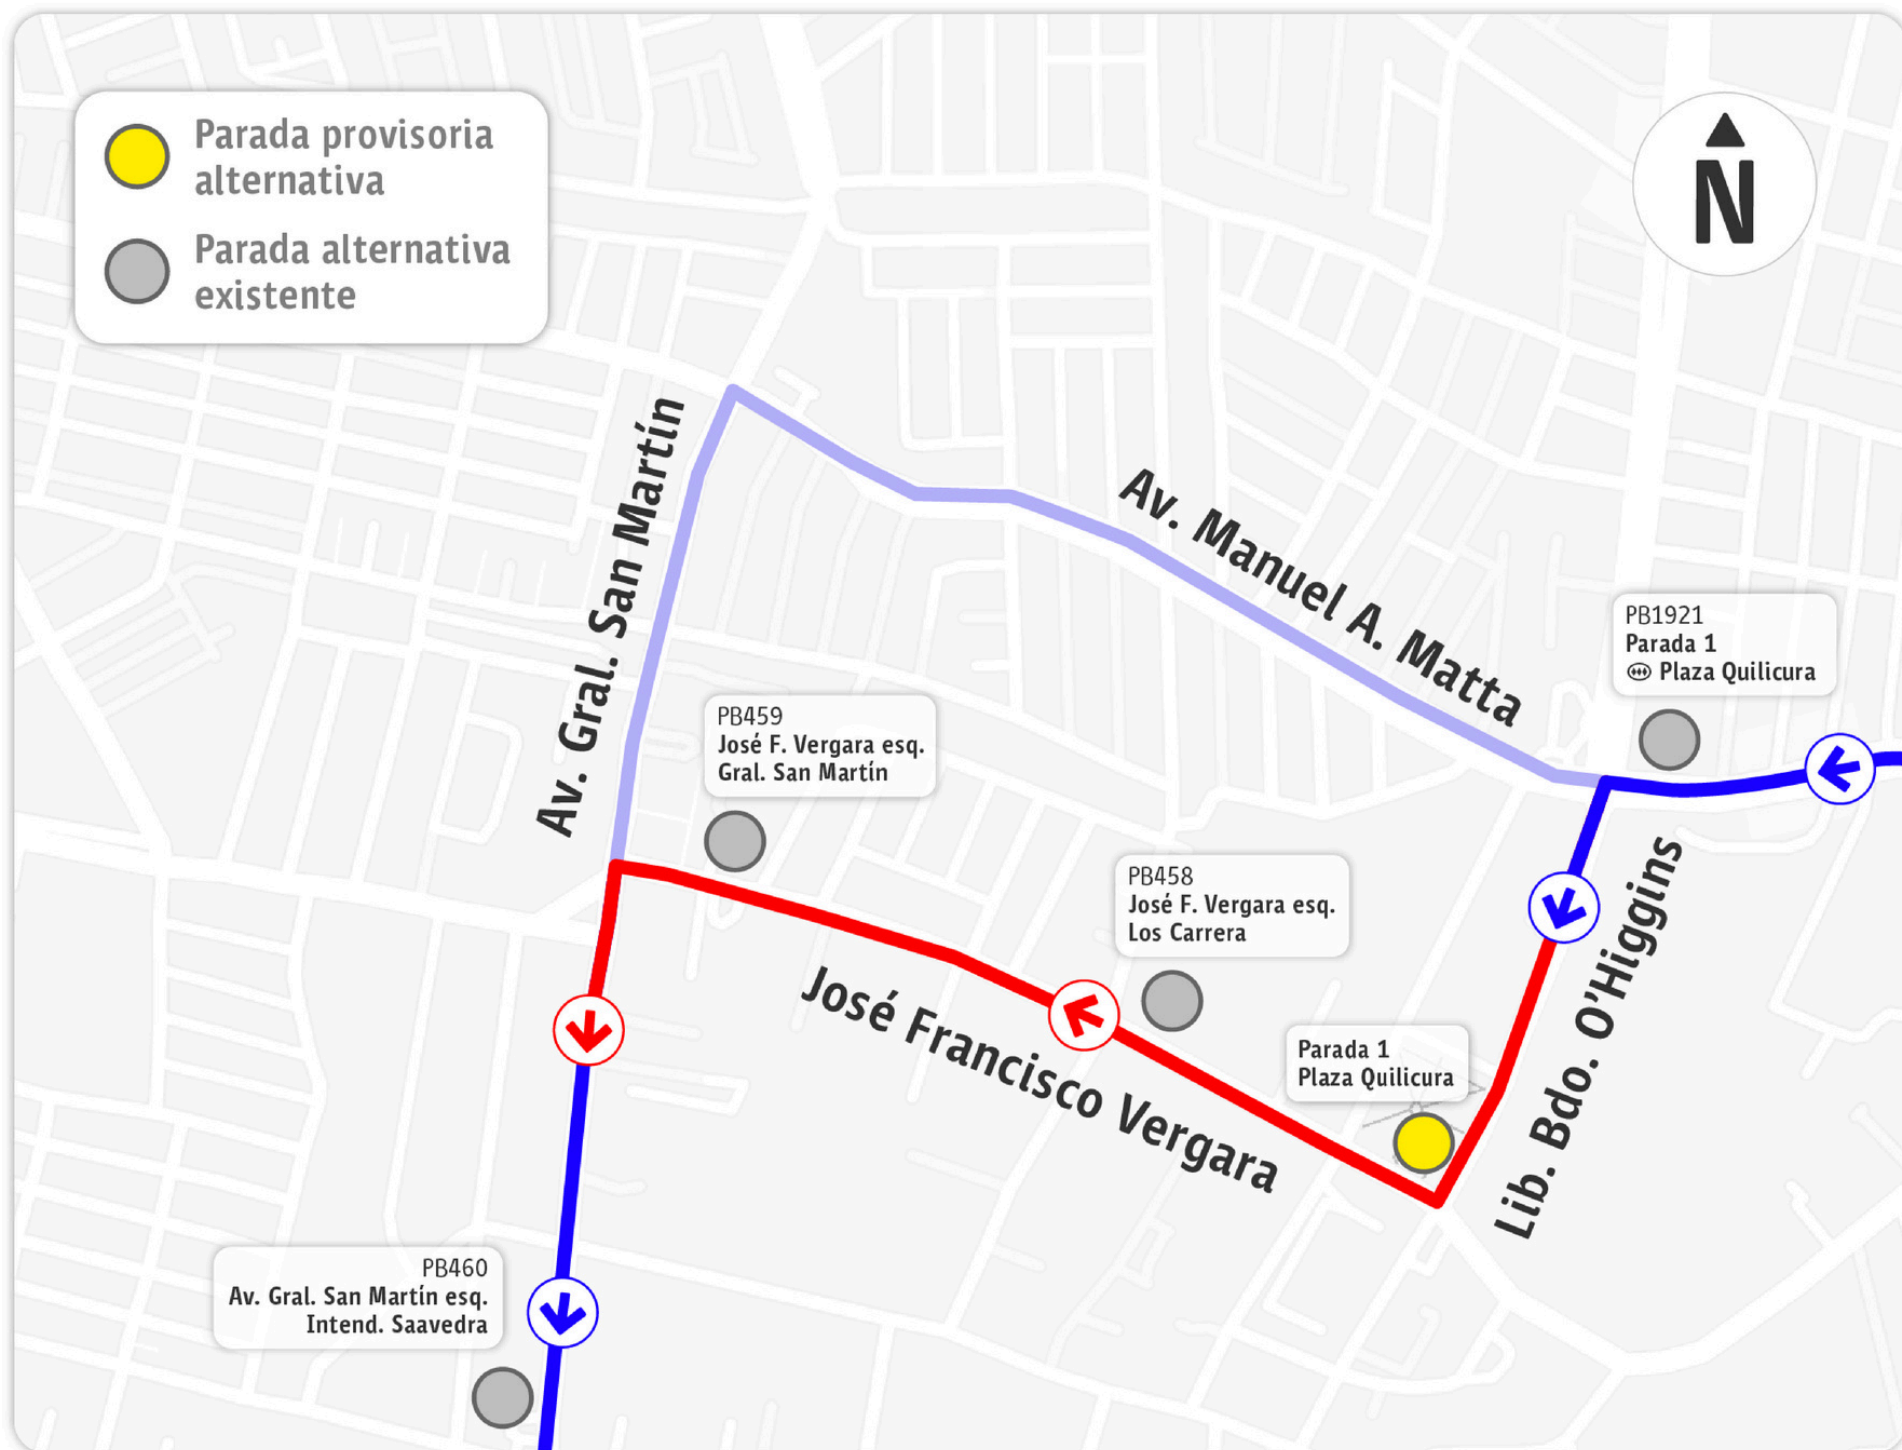 Parada provisoria
alternativa
Parada alternativa
existente
N
Av. Gral. San Martín
Av. Manuel A. Matta
PB1921
Parada 1
Plaza Quilicura
PB459
José F. Vergara esq.
Gral. San Martín
PB458
José F. Vergara esq.
Los Carrera
Lib. Bdo. O'Higgins
José Francisco Vergara
Parada 1
Plaza Quilicura
PB460
Av. Gral. San Martín esq.
Intend. Saavedra